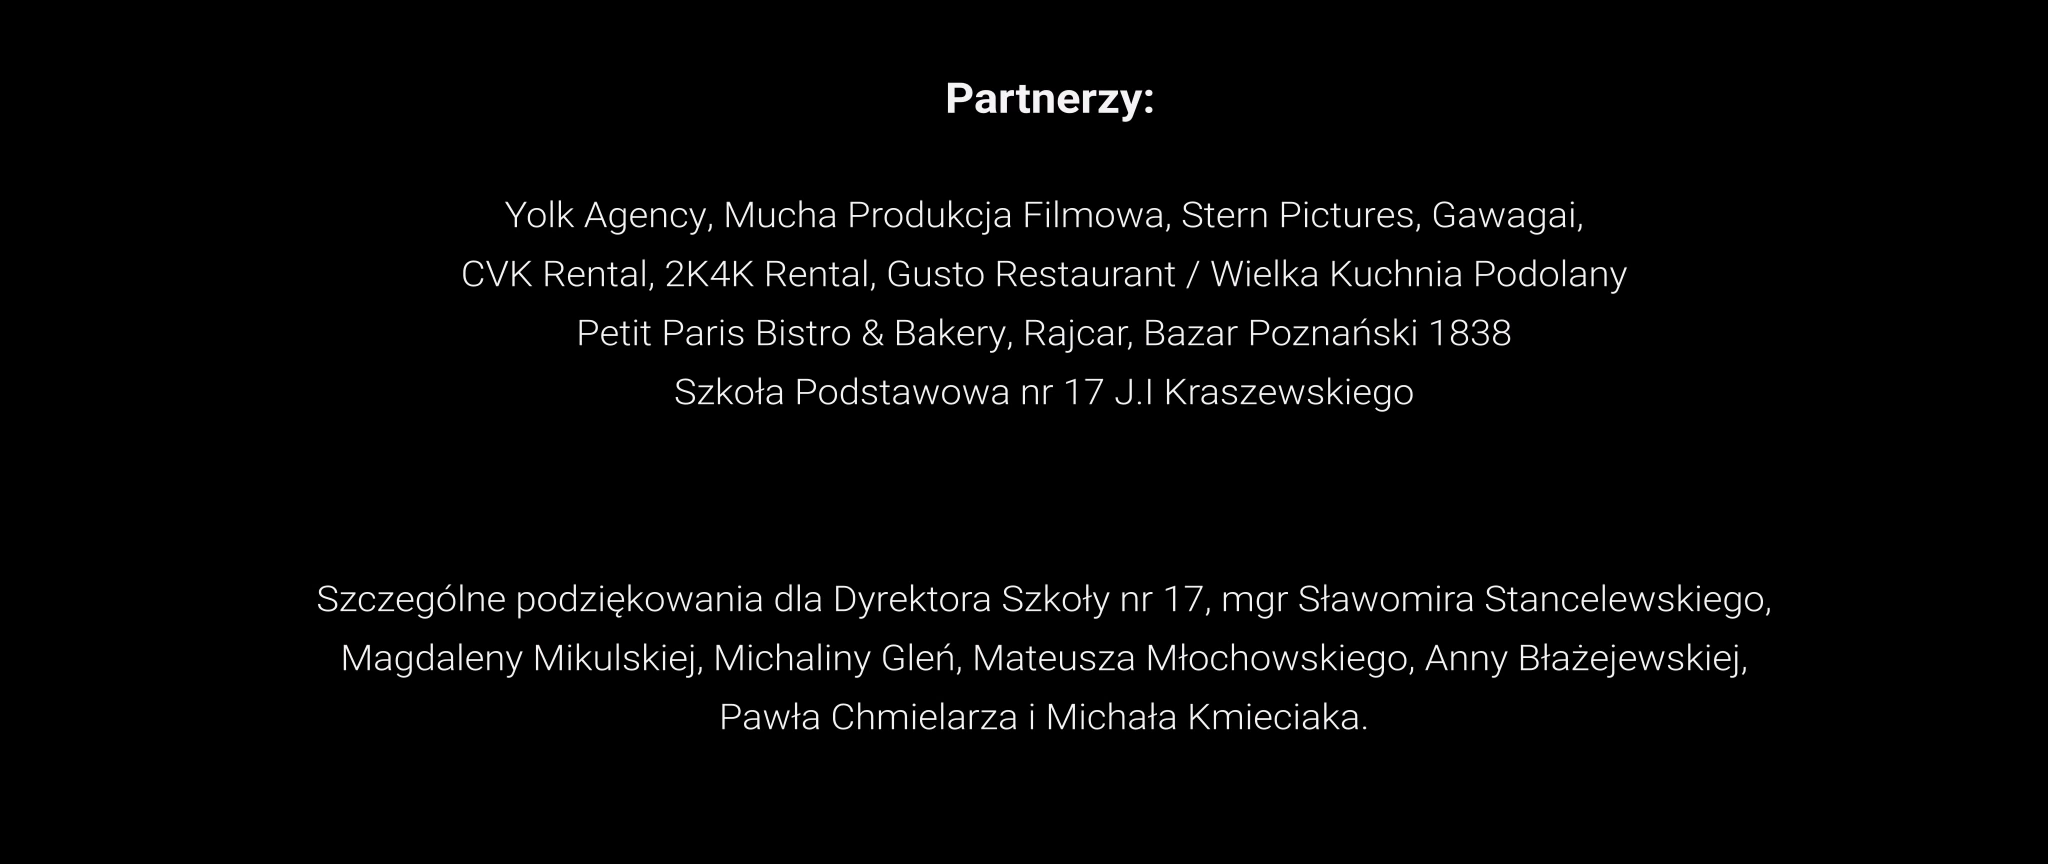 Partnerzy:
Yolk Agency, Mucha Produkcja Filmowa, Stern Pictures, Gawagai,
CVK Rental, 2K4K Rental, Gusto Restaurant / Wielka Kuchnia Podolany
Petit Paris Bistro & Bakery, Rajcar, Bazar Poznański 1838
Szkoła Podstawowa nr 17 J.I Kraszewskiego
Szczególne podziękowania dla Dyrektora Szkoły nr 17, mgr Sławomira Stancelewskiego,
Magdaleny Mikulskiej, Michaliny Gleń, Mateusza Młochowskiego, Anny Błażejewskiej,
Pawła Chmielarza i Michała Kmieciaka.